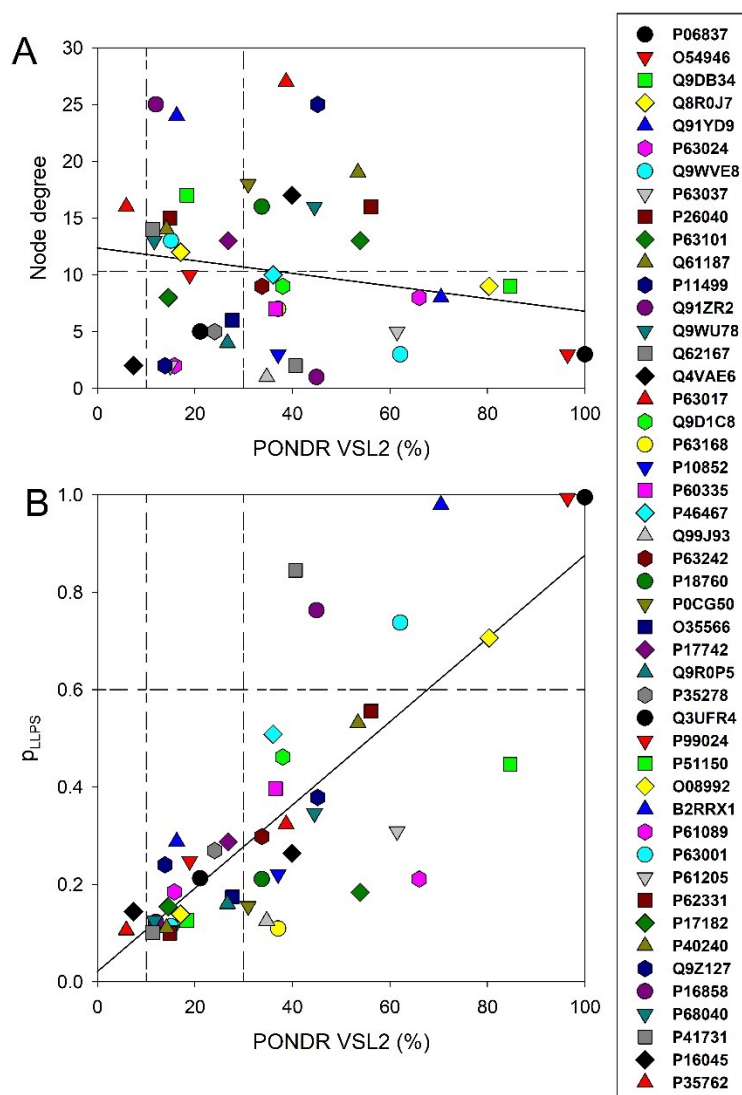 A
30
25
20
15
10
5
0
Node degree
0 20 40 60 80 100
PONDR VSL2 (%)
B
1.0
0.8
0.6
0.4
0.2
0.0
pLLPS
0 20 40 60 80 100
PONDR VSL2 (%)
P06837
O54946
Q9DB34
Q8R0J7
Q91YD9
P63024
Q9WVE8
P63037
P26040
P63101
Q61187
P11499
Q91ZR2
Q9WU78
Q62167
Q4VAE6
P63017
Q9D1C8
P63168
P10852
P60335
P46467
Q99J93
P63242
P18760
P0CG50
O35566
P17742
Q9R0P5
P35278
Q3UFR4
P99024
P51150
O08992
B2RRX1
P61089
P63001
P61205
P62331
P17182
P40240
Q9Z127
P16858
P68040
P41731
P16045
P35762